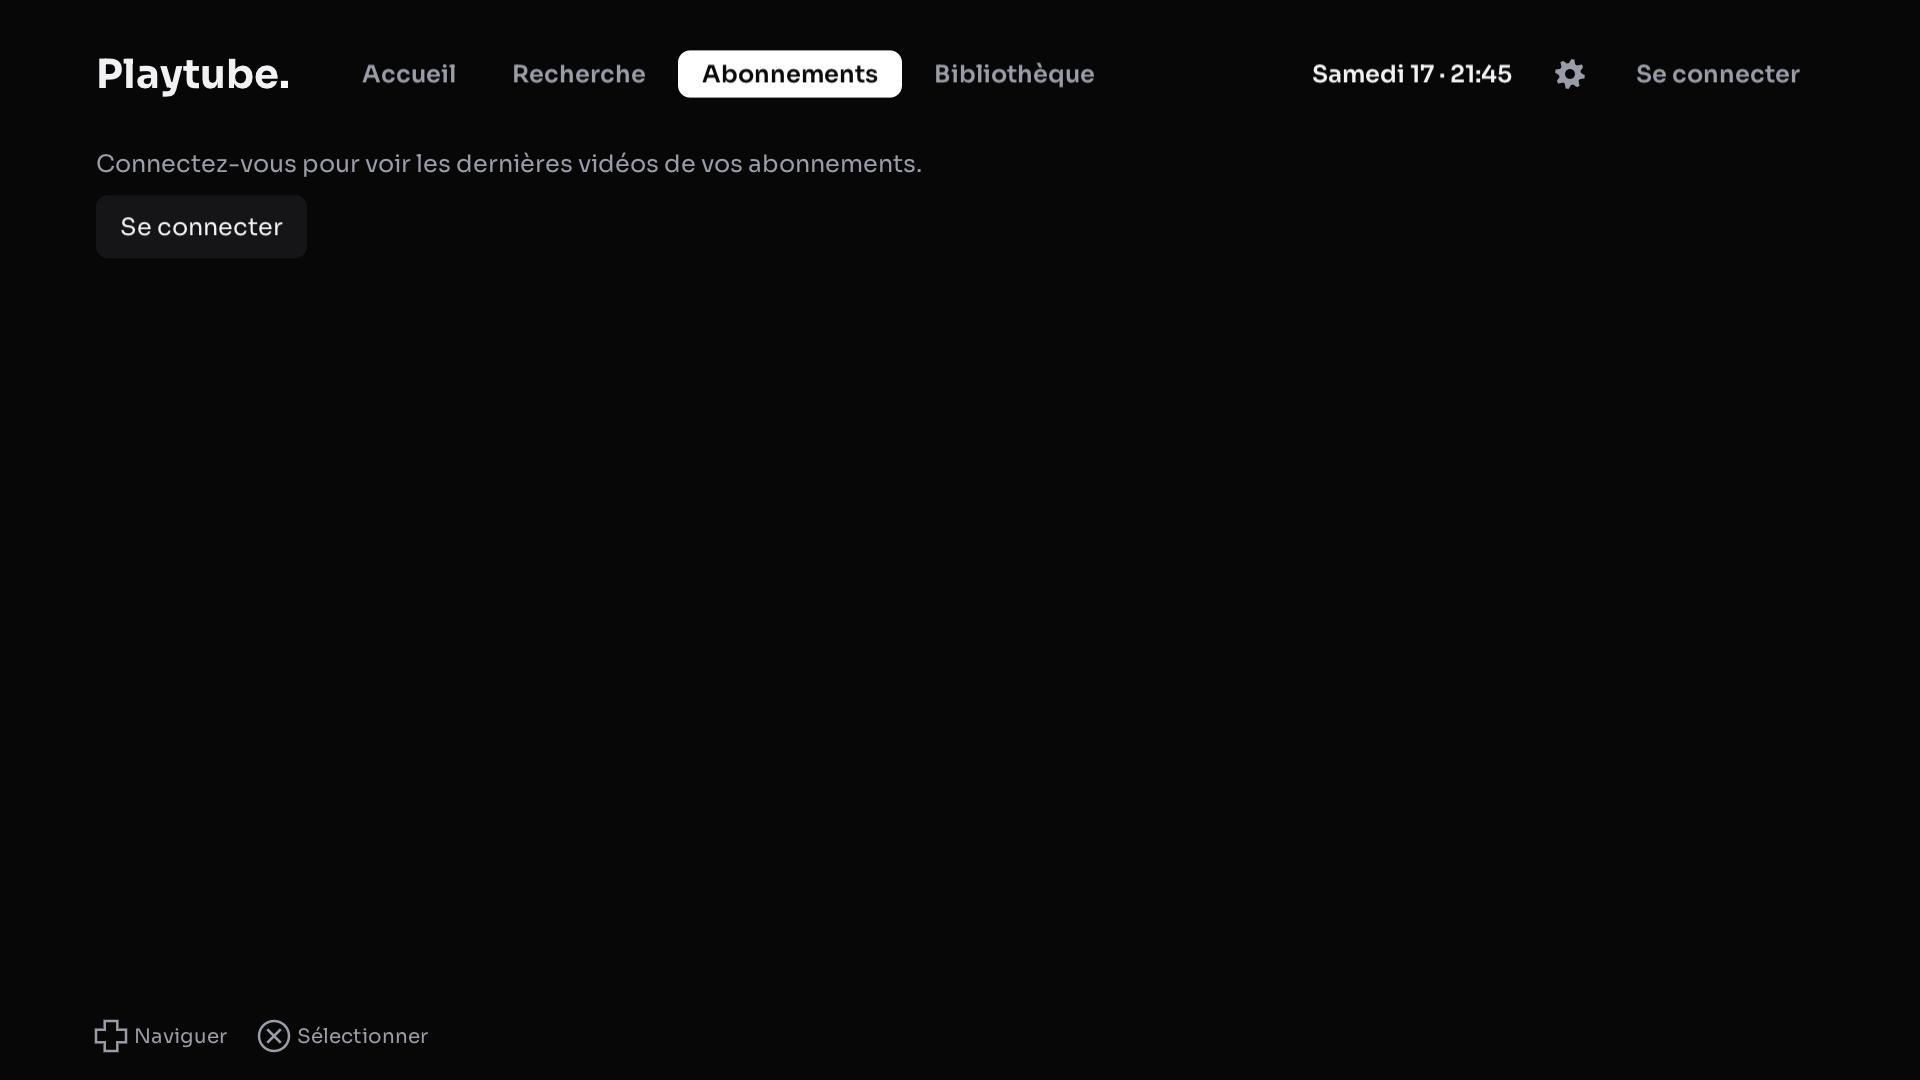 Playtube.
Accueil
Recherche
Abonnements
Bibliothèque
Samedi 17 · 21:45
Se connecter
Connectez-vous pour voir les dernières vidéos de vos abonnements.
Se connecter
Naviguer
Sélectionner